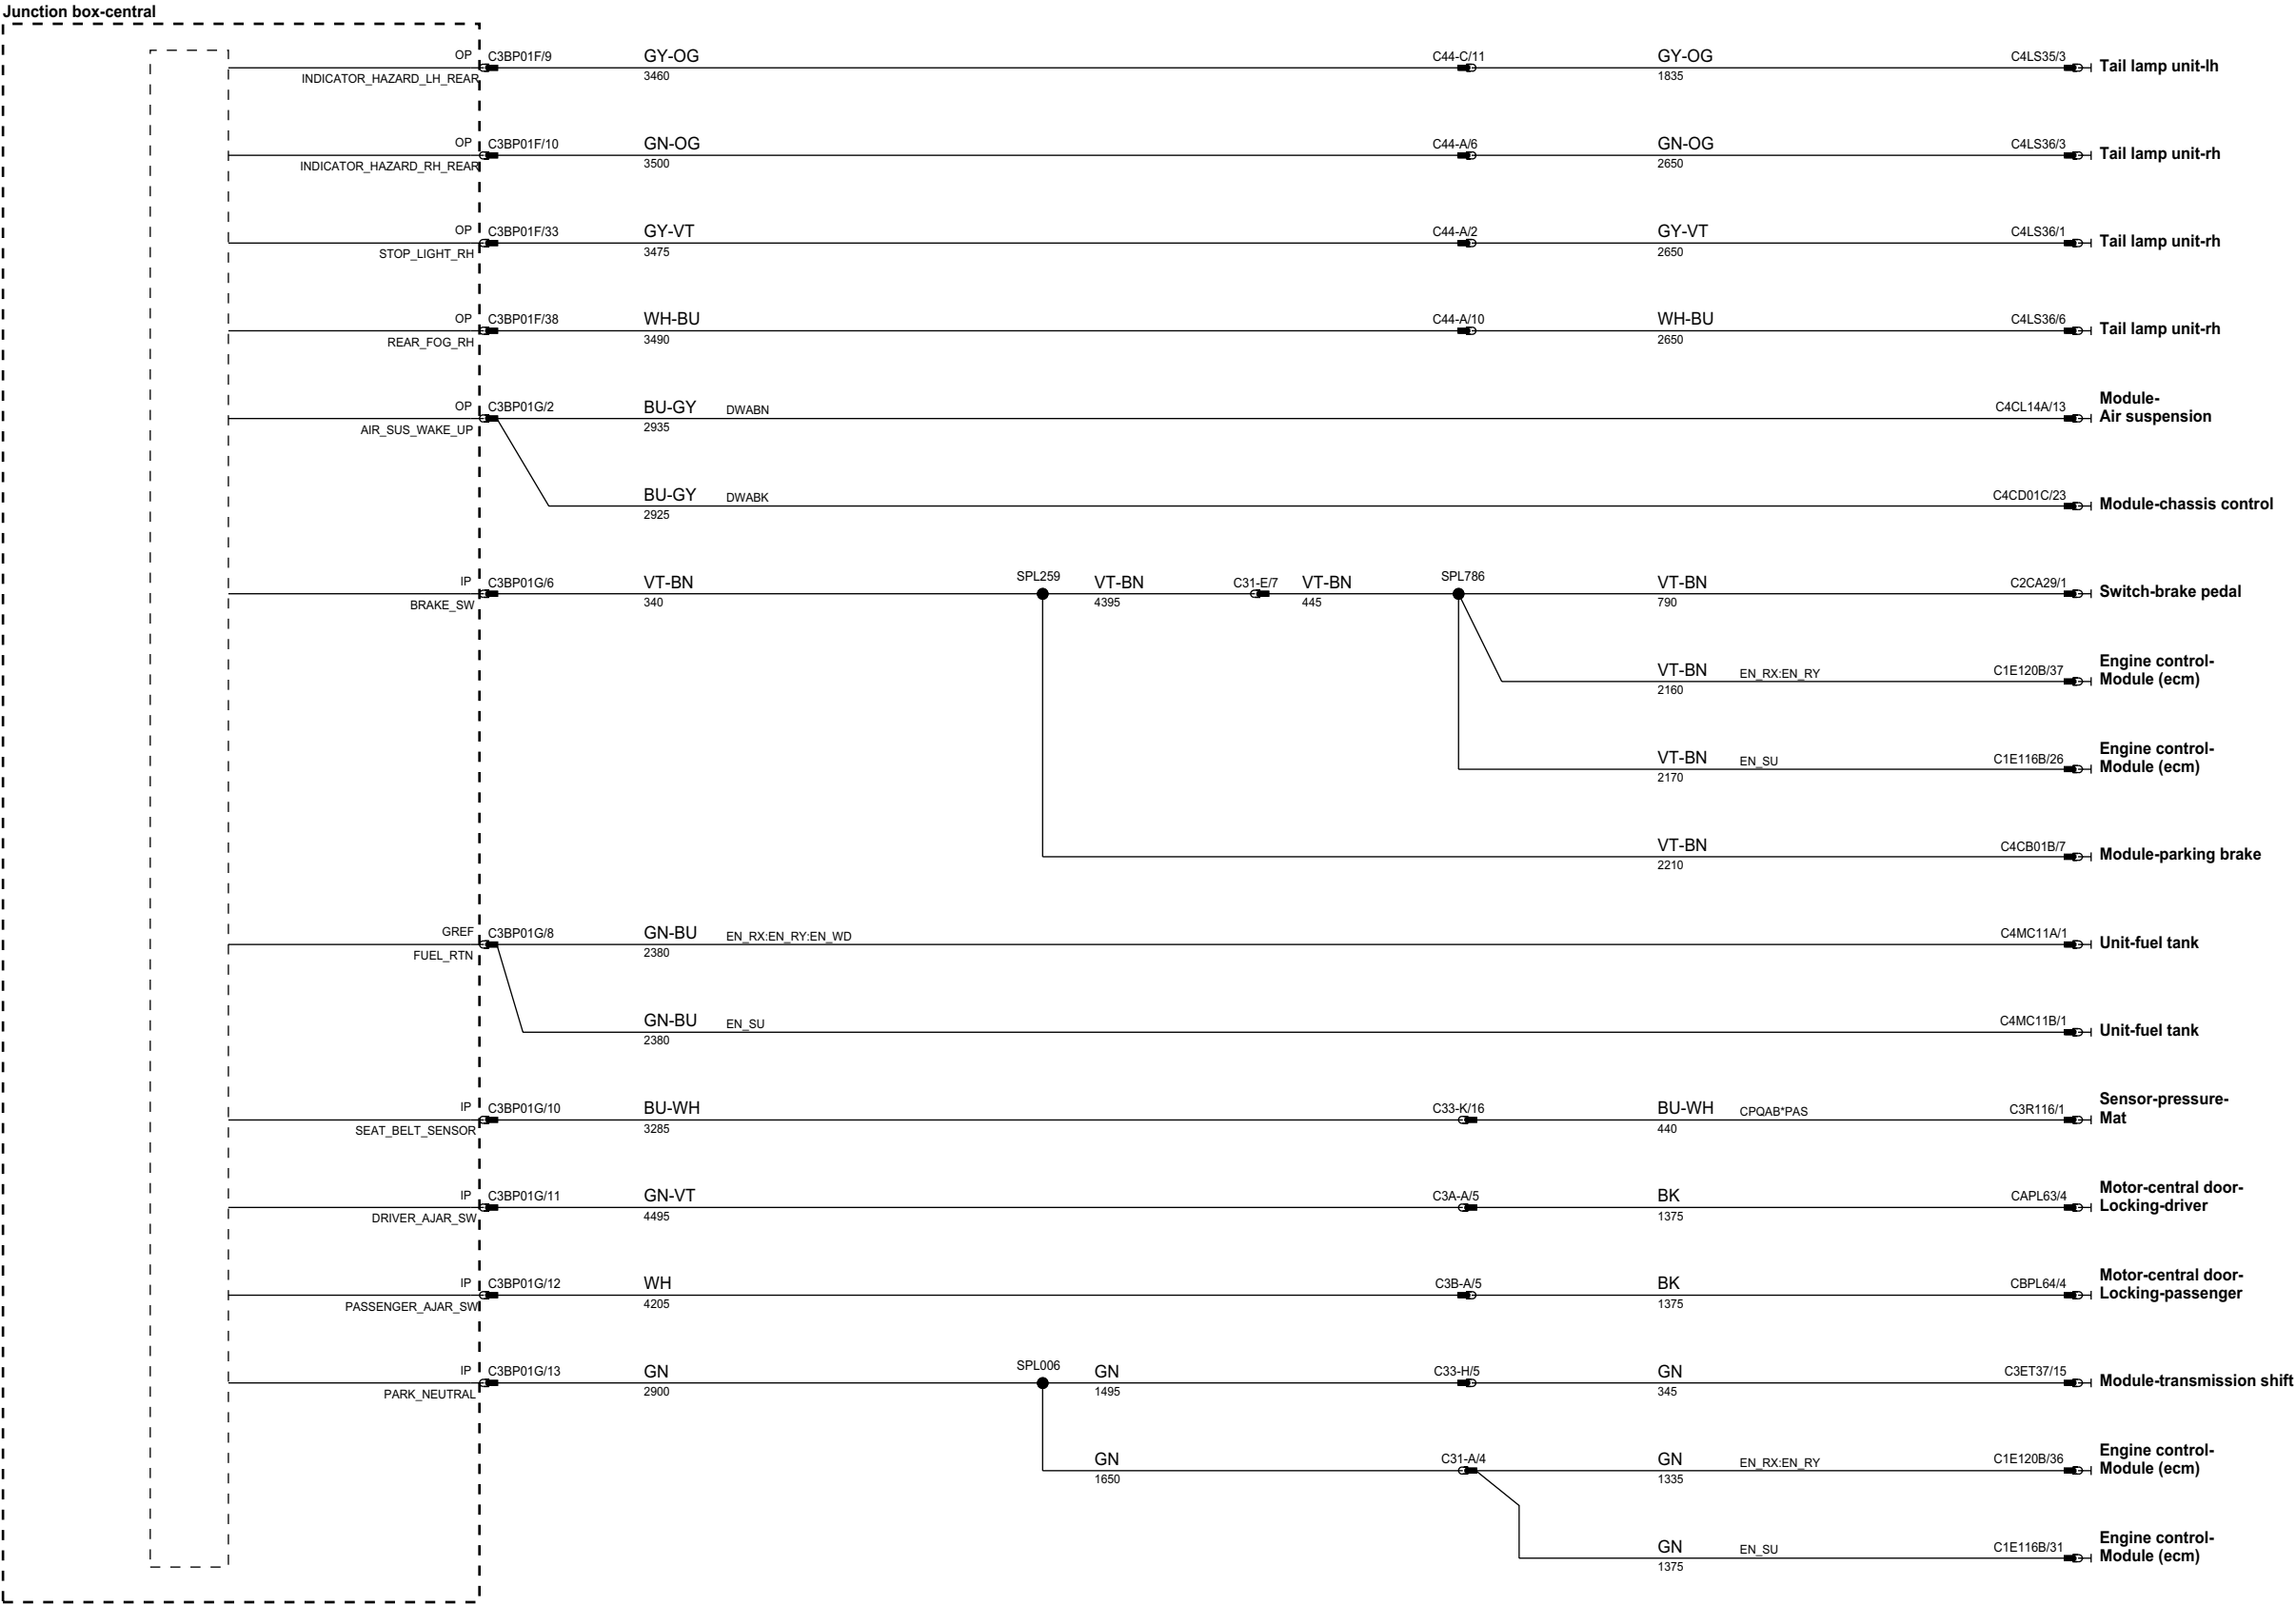 Junction box-central
OP C3BP01F/9 GY-OG C44-C/11 GY-OG C4LS35/3 Tail lamp unit-lh
INDICATOR_HAZARD_LH_REAR 3460 1835
OP C3BP01F/10 GN-OG C44-A/6 GN-OG C4LS36/3 Tail lamp unit-rh
INDICATOR_HAZARD_RH_REAR 3500 2650
OP C3BP01F/33 GY-VT C44-A/2 GY-VT C4LS36/1 Tail lamp unit-rh
STOP_LIGHT_RH 3475 2650
OP C3BP01F/38 WH-BU C44-A/10 WH-BU C4LS36/6 Tail lamp unit-rh
REAR_FOG_RH 3490 2650
Module-
OP C3BP01G/2 BU-GY DWABN C4CL14A/13 Air suspension
AIR_SUS_WAKE_UP 2935
BU-GY DWABK C4CD01C/23 Module-chassis control
2925
IP C3BP01G/6 VT-BN SPL259 VT-BN C31-E/7 VT-BN SPL786 VT-BN C2CA29/1 Switch-brake pedal
BRAKE_SW 340 4395 445 790
Engine control-
VT-BN EN_RX:EN_RY C1E120B/37 Module (ecm)
2160
Engine control-
VT-BN EN_SU C1E116B/26 Module (ecm)
2170
VT-BN C4CB01B/7 Module-parking brake
2210
GREF C3BP01G/8 GN-BU EN_RX:EN_RY:EN_WD C4MC11A/1 Unit-fuel tank
FUEL_RTN 2380
GN-BU EN_SU C4MC11B/1 Unit-fuel tank
2380
Sensor-pressure-
IP C3BP01G/10 BU-WH C33-K/16 BU-WH CPQAB*PAS C3R116/1 Mat
SEAT_BELT_SENSOR 3285 440
Motor-central door-
IP C3BP01G/11 GN-VT C3A-A/5 BK CAPL63/4 Locking-driver
DRIVER_AJAR_SW 4495 1375
Motor-central door-
IP C3BP01G/12 WH C3B-A/5 BK CBPL64/4 Locking-passenger
PASSENGER_AJAR_SW 4205 1375
IP C3BP01G/13 GN SPL006 GN C33-H/5 GN C3ET37/15 Module-transmission shift
PARK_NEUTRAL 2900 1495 345
Engine control-
GN C31-A/4 GN EN_RX:EN_RY C1E120B/36 Module (ecm)
1650 1335
Engine control-
GN EN_SU C1E116B/31 Module (ecm)
1375